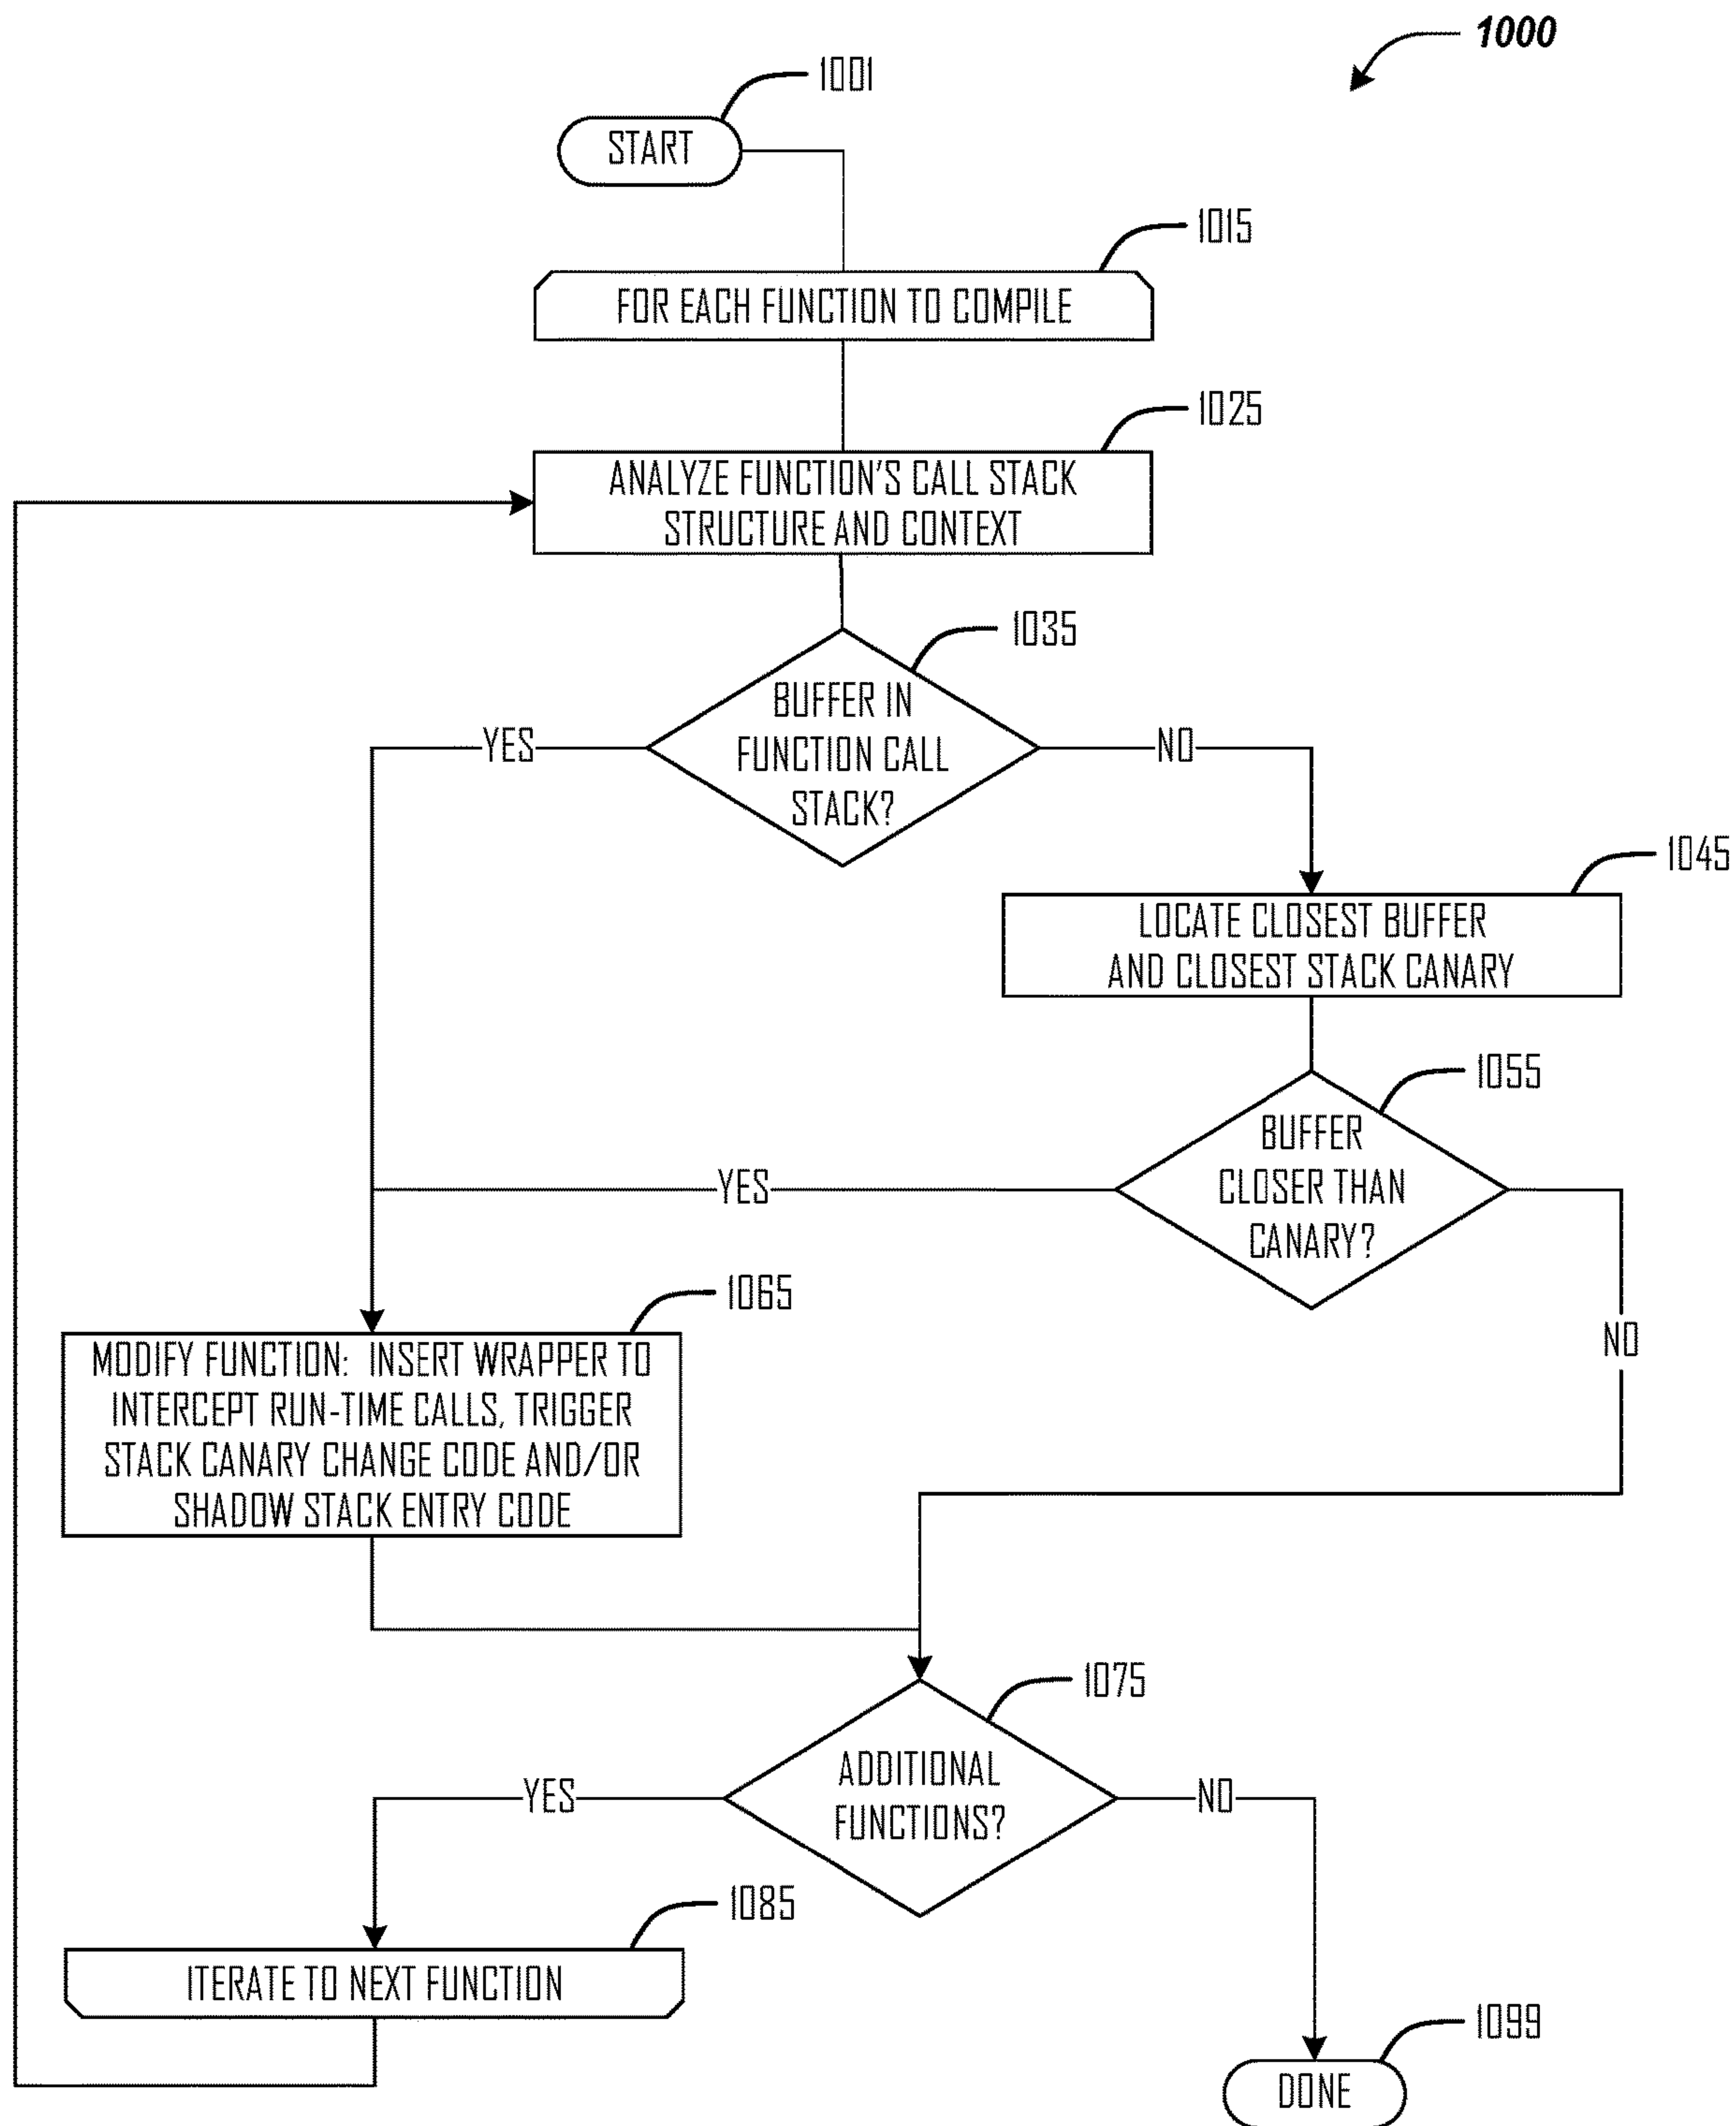 1000
1001
START
1015
FOR EACH FUNCTION TO COMPILE
1025
ANALYZE FUNCTION'S CALL STACK
STRUCTURE AND CONTEXT
1035
BUFFER IN
FUNCTION CALL
STACK?
YES
NO
1045
LOCATE CLOSEST BUFFER
AND CLOSEST STACK CANARY
1055
BUFFER
CLOSER THAN
CANARY?
YES
NO
1065
MODIFY FUNCTION: INSERT WRAPPER TO
INTERCEPT RUN-TIME CALLS, TRIGGER
STACK CANARY CHANGE CODE AND/OR
SHADOW STACK ENTRY CODE
1075
ADDITIONAL
FUNCTIONS?
YES
NO
1085
ITERATE TO NEXT FUNCTION
1099
DONE